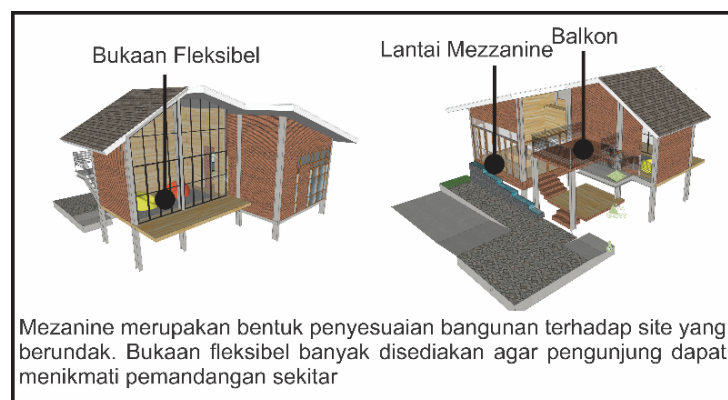 Bukaan Fleksibel
Lantai Mezzanine
Balkon
Mezanine merupakan bentuk penyesuaian bangunan terhadap site yang
berundak. Bukaan fleksibel banyak disediakan agar pengunjung dapat
menikmati pemandangan sekitar